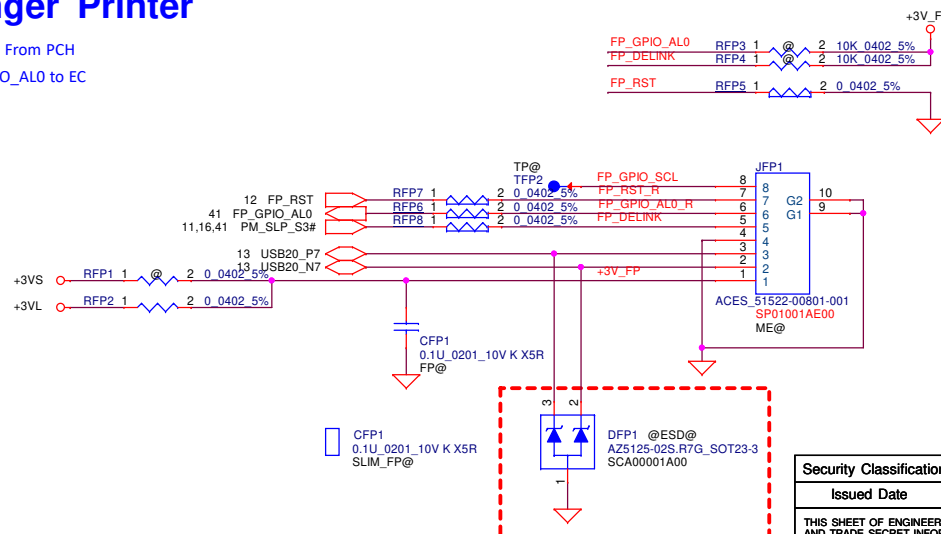 Printer
From PCH
O_AL0 to EC
FP_GPIO_AL0 RFP3 1 @ 2 10K_0402_5%
FP_DELINK RFP4 1 @ 2 10K_0402_5%
FP_RST RFP5 1 2 0_0402_5%
TP@
TFP2
FP_GPIO_SCL 8
12 FP_RST RFP7 1 2 0_0402_5% FP_RST_R 7
41 FP_GPIO_AL0 RFP6 1 2 0_0402_5% FP_GPIO_AL0_R 6
11,16,41 PM_SLP_S3# RFP8 1 2 0_0402_5% FP_DELINK 5
4
13 USB20_P7 3
13 USB20_N7 2
+3V_FP 1
JFP1
8
7
6
5
4
3
2
1
G2 10
G1 9
ACES_51522-00801-001
SP01001AE00
ME@
+3VS RFP1 1 @ 2 0_0402_5%
+3VL RFP2 1 2 0_0402_5%
CFP1
0.1U_0201_10V K X5R
FP@
CFP1
0.1U_0201_10V K X5R
SLIM_FP@
3 2
1
DFP1 @ESD@
AZ5125-02S.R7G_SOT23-3
SCA00001A00
Security Classification
Issued Date
THIS SHEET OF